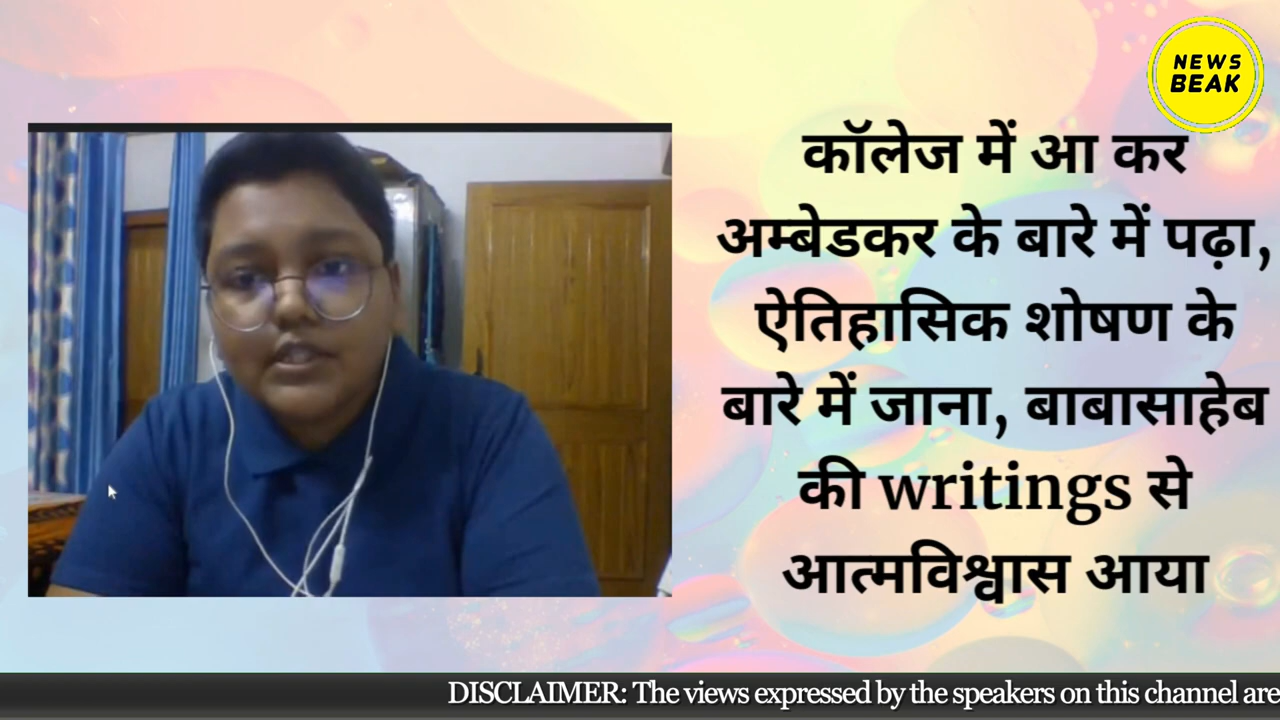 NEWS
BEAK
कॉलेज में आ कर
अम्बेडकर के बारे में पढ़ा,
ऐतिहासिक शोषण के
बारे में जाना, बाबासाहेब
की writings से
आत्मविश्वास आया
DISCLAIMER: The views expressed by the speakers on this channel are